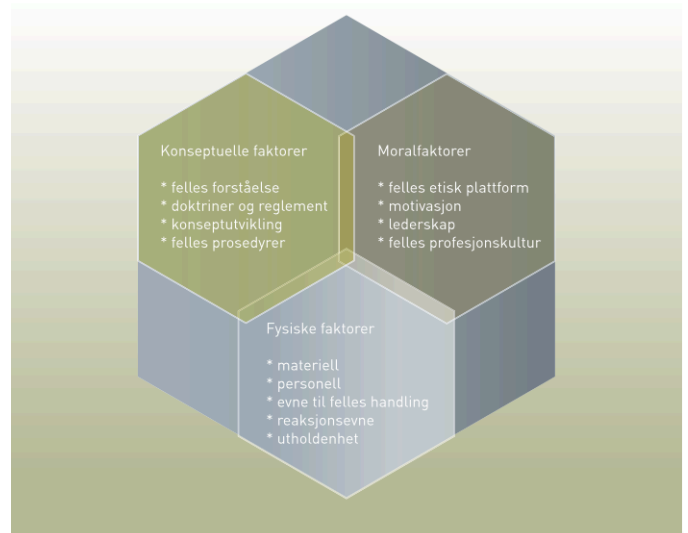 Konseptuelle faktorer
* felles forståelse
* doktriner og reglement
* konseptutvikling
* felles prosedyrer
Moralfaktorer
* felles etisk plattform
* motivasjon
* lederskap
* felles profesjonskultur
Fysiske faktorer
* materiell
* personell
* evne til felles handling
* reaksjonsevne
* utholdenhet